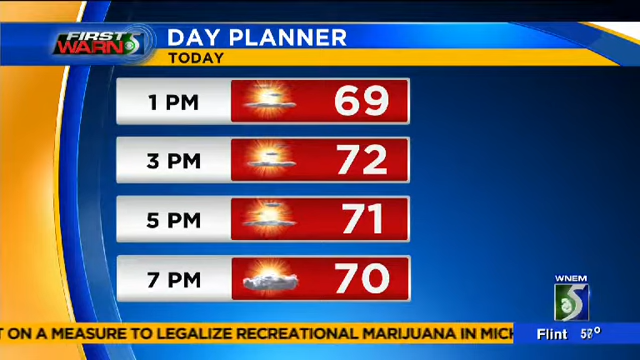 FIRST
WARN 5
DAY PLANNER
TODAY
1 PM 69
3 PM 72
5 PM 71
7 PM 70
WNEM
5
T ON A MEASURE TO LEGALIZE RECREATIONAL MARIJUANA IN MICH
Flint